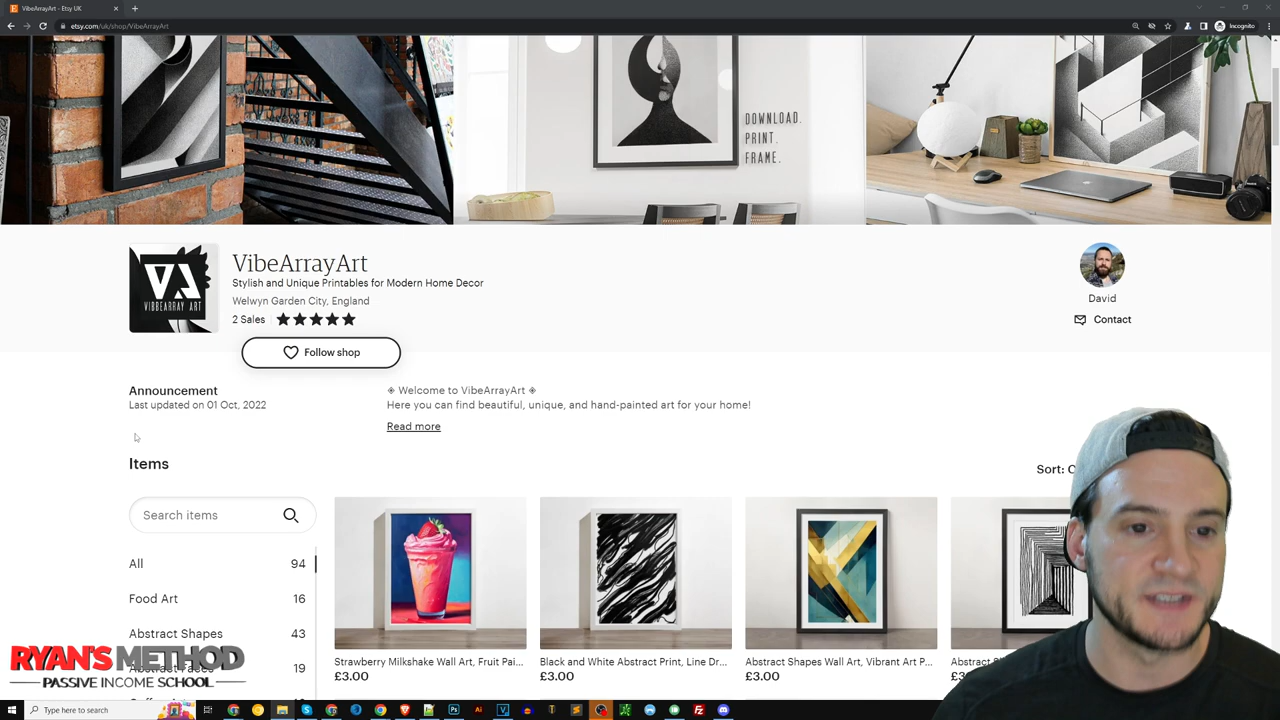 VibeArrayArt - Etsy UK
etsy.com/uk/shop/VibeArrayArt
Incognito
DOWNLOAD.
PRINT.
FRAME.
VA
VIBBEARRAY ART
VibeArrayArt
Stylish and Unique Printables for Modern Home Decor
Welwyn Garden City, England
2 Sales
Follow shop
David
Contact
Announcement
Last updated on 01 Oct, 2022
◈ Welcome to VibeArrayArt ◈
Here you can find beautiful, unique, and hand-painted art for your home!
Read more
Items
Sort:
Search items
All 94
Food Art 16
Abstract Shapes 43
19
Strawberry Milkshake Wall Art, Fruit Pai...
£3.00
Black and White Abstract Print, Line Dr...
£3.00
Abstract Shapes Wall Art, Vibrant Art P...
£3.00
RYAN'S METHOD
PASSIVE INCOME SCHOOL
Type here to search